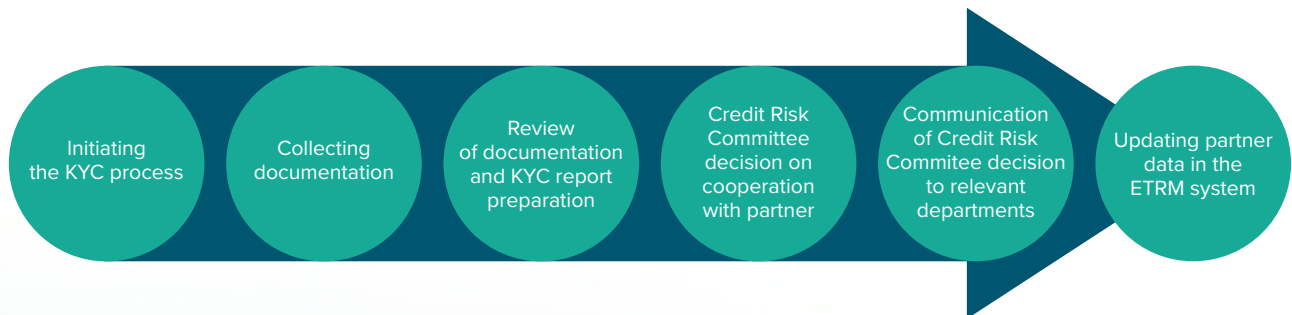 Initiating
the KYC process
Collecting
documentation
Review
of documentation
and KYC report
preparation
Credit Risk
Committee
decision on
cooperation
with partner
Communication
of Credit Risk
Commitee decision
to relevant
departments
Updating partner
data in the
ETRM system